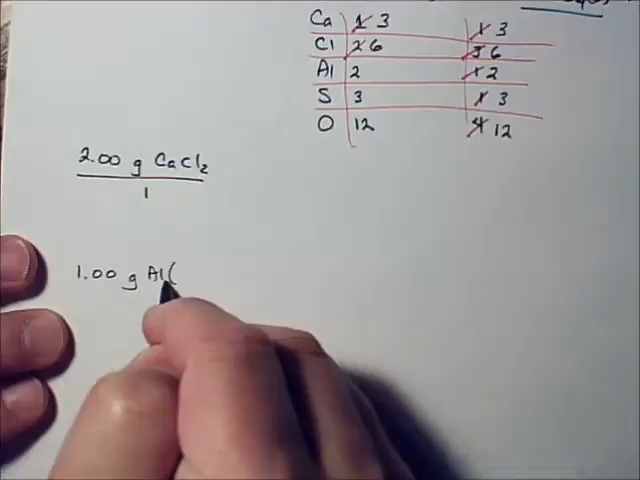 Ca 1 3 1 3
Cl 2 6 3 6
Al 2 1 2
S 3 1 3
O 12 4 12
2.00 g CaCl₂
1
1.00 g Al(